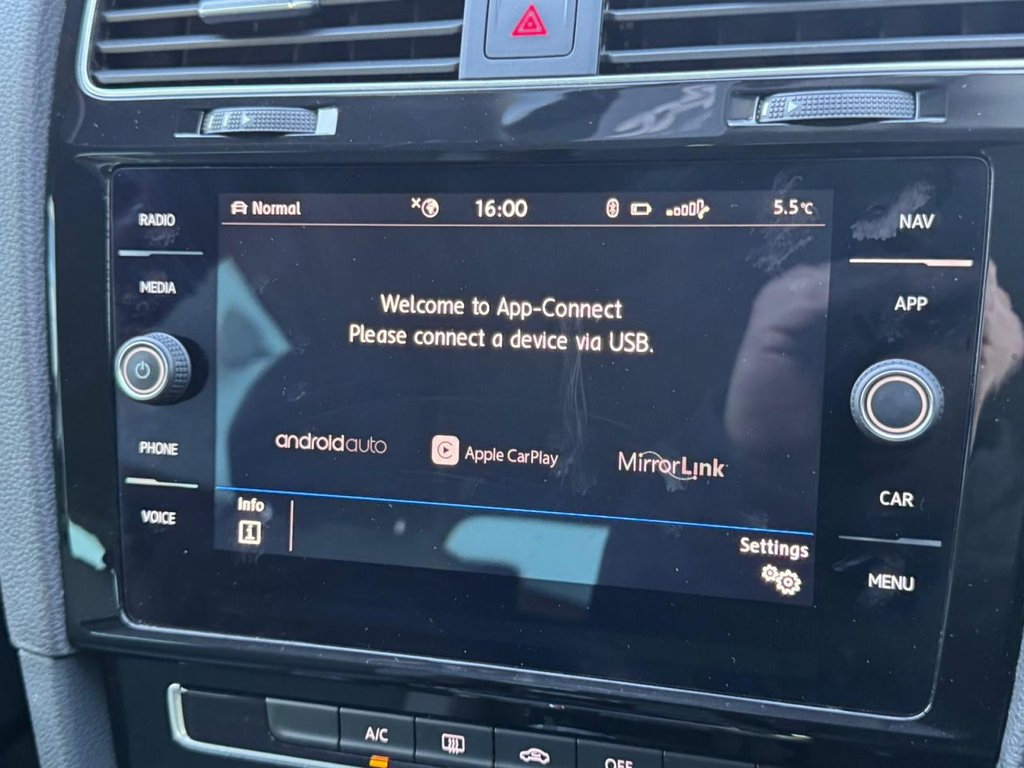 RADIO
MEDIA
PHONE
VOICE
Normal
16:00
5.5°C
Welcome to App-Connect
Please connect a device via USB.
androidauto
Apple CarPlay
MirrorLink
Info
i
Settings
NAV
APP
CAR
MENU
A/C
OFF